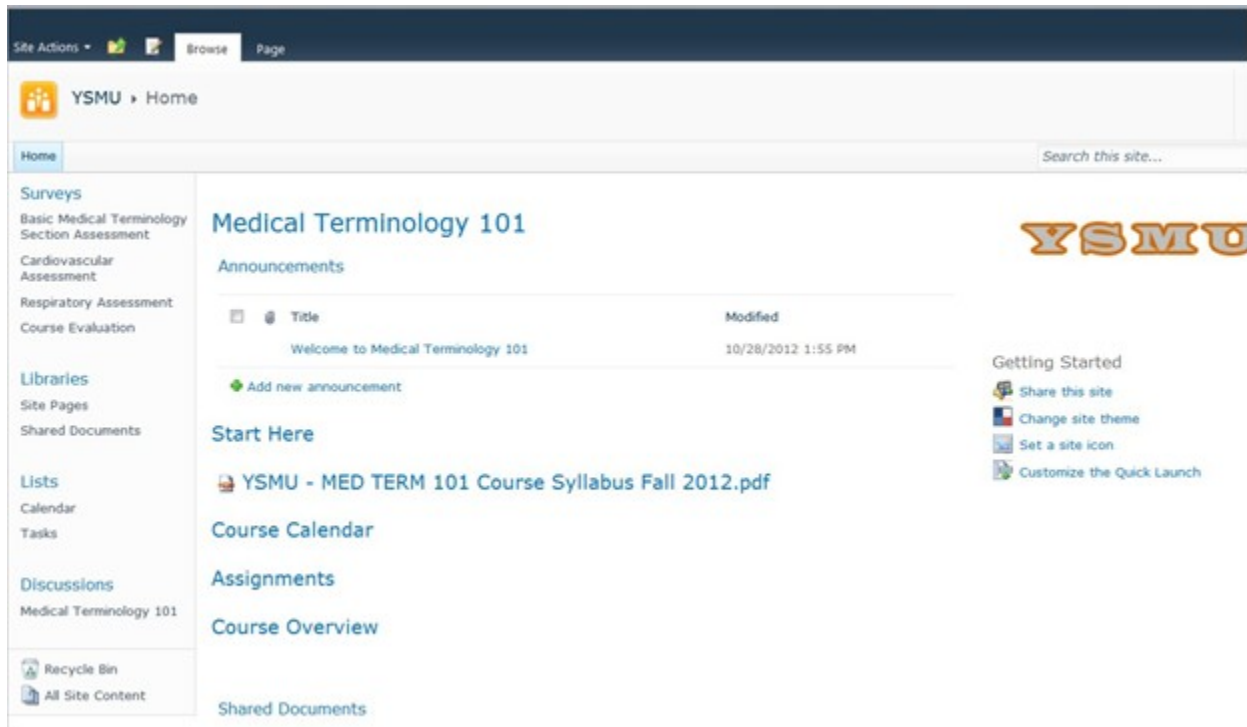 Site Actions
Browse
Page
YSMU ▸ Home
Home
Search this site...
Surveys
Basic Medical Terminology
Section Assessment
Cardiovascular
Assessment
Respiratory Assessment
Course Evaluation
Libraries
Site Pages
Shared Documents
Lists
Calendar
Tasks
Discussions
Medical Terminology 101
Recycle Bin
All Site Content
Medical Terminology 101
Announcements
Title Modified
Welcome to Medical Terminology 101 10/28/2012 1:55 PM
Add new announcement
Start Here
YSMU - MED TERM 101 Course Syllabus Fall 2012.pdf
Course Calendar
Assignments
Course Overview
Shared Documents
YSMU
Getting Started
Share this site
Change site theme
Set a site icon
Customize the Quick Launch